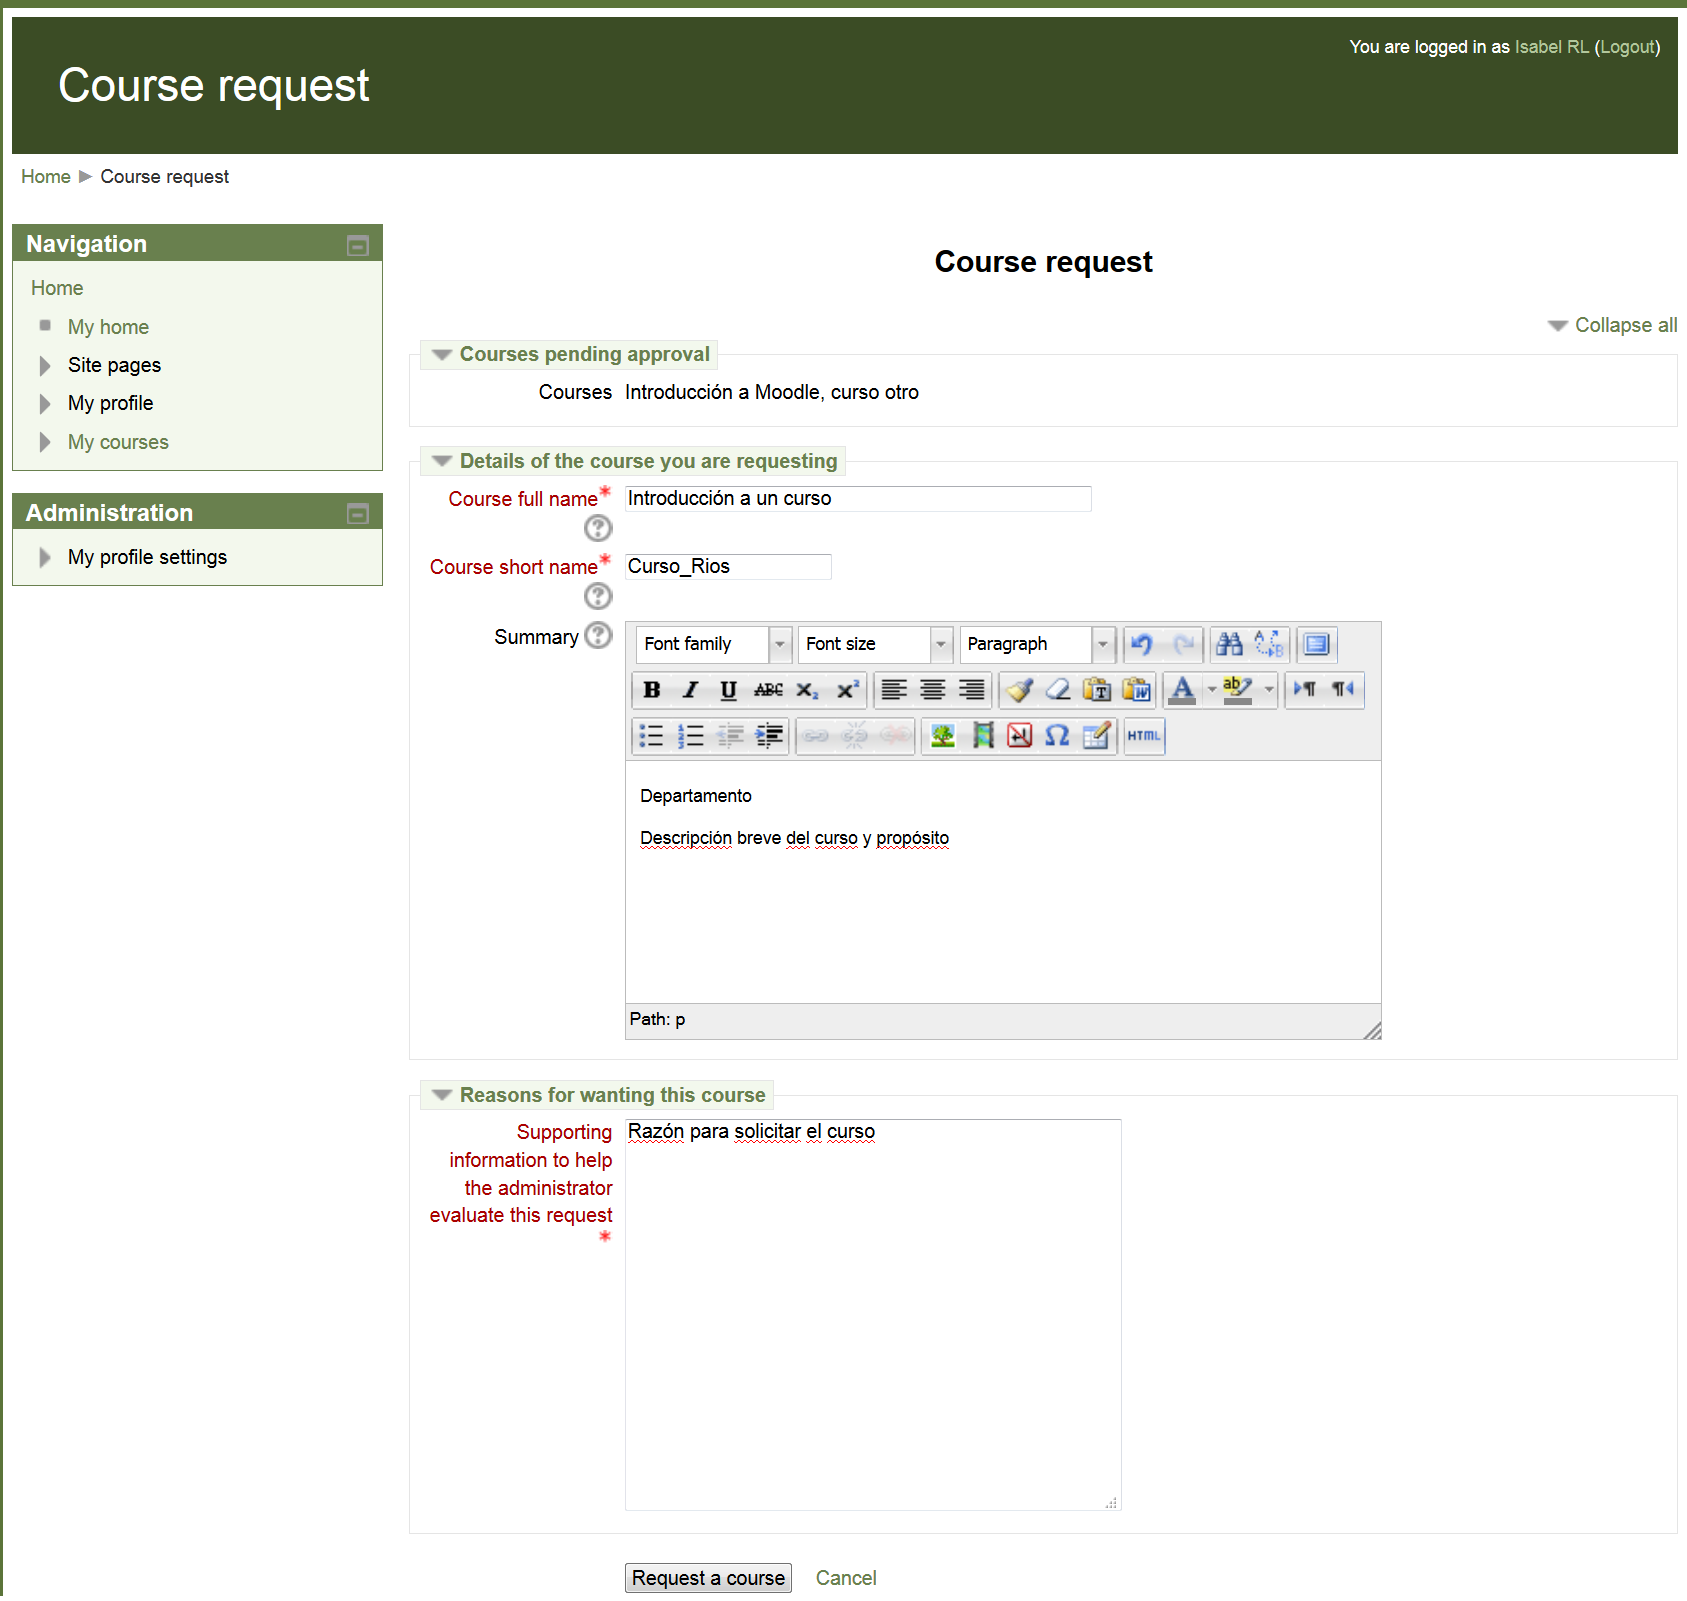 You are logged in as Isabel RL (Logout)
Course request
Home ► Course request
Navigation
Home
My home
Site pages
My profile
My courses
Administration
My profile settings
Course request
Collapse all
Courses pending approval
Courses Introducción a Moodle, curso otro
Details of the course you are requesting
Course full name* Introducción a un curso
Course short name* Curso_Rios
Summary
Font family Font size Paragraph
B I U ABC X₂ X²
HTML
Departamento
Descripción breve del curso y propósito
Path: p
Reasons for wanting this course
Supporting
information to help
the administrator
evaluate this request
*
Razón para solicitar el curso
Request a course Cancel